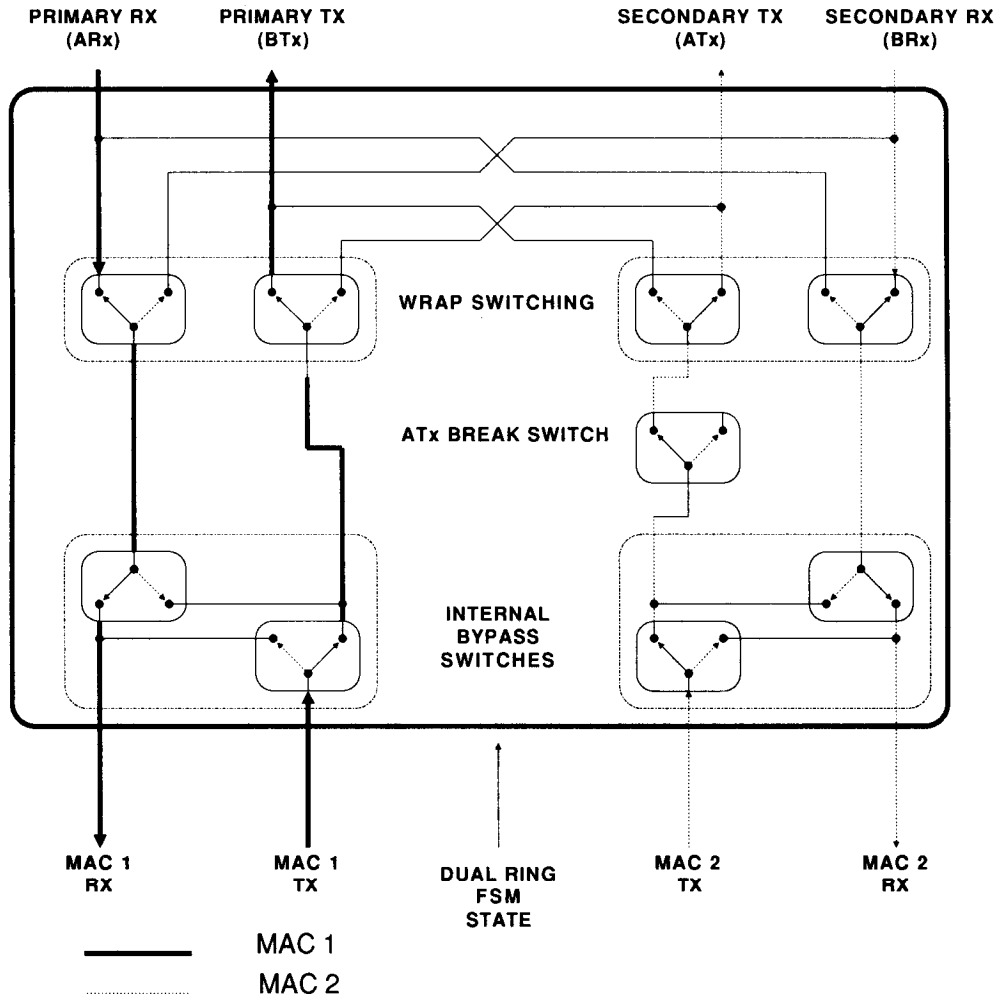 PRIMARY RX
(ARx)
PRIMARY TX
(BTx)
SECONDARY TX
(ATx)
SECONDARY RX
(BRx)
WRAP SWITCHING
ATx BREAK SWITCH
INTERNAL
BYPASS
SWITCHES
MAC 1
RX
MAC 1
TX
DUAL RING
FSM
STATE
MAC 2
TX
MAC 2
RX
MAC 1
MAC 2